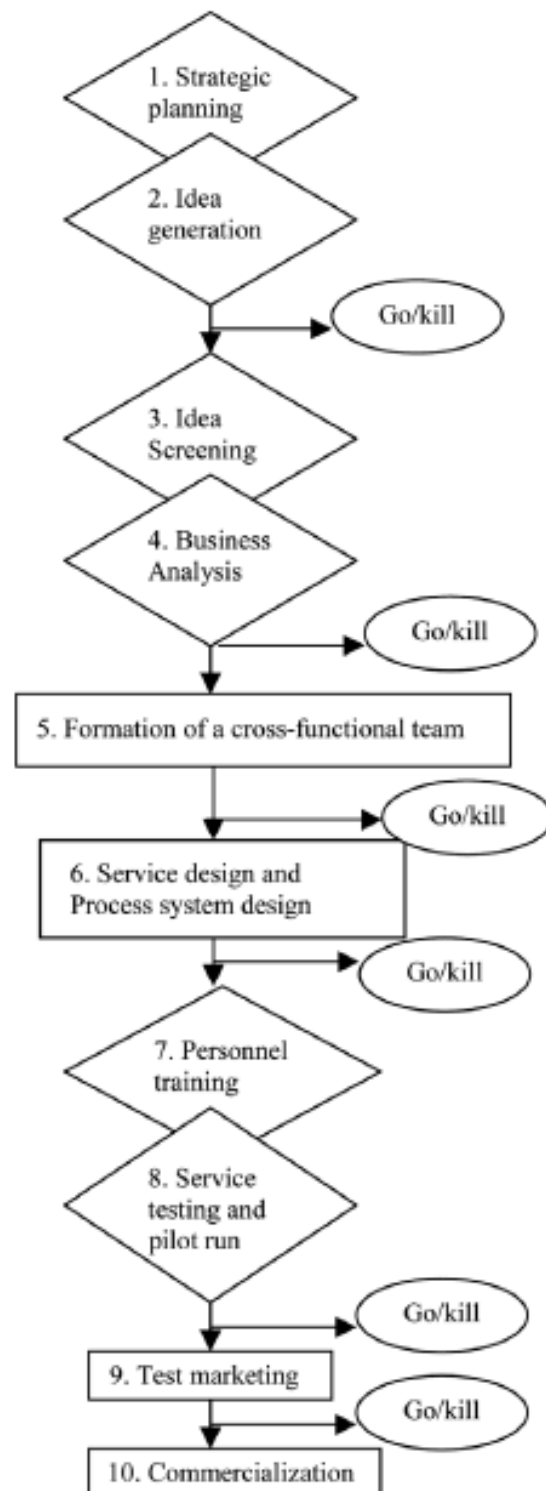 1. Strategic
planning
2. Idea
generation
Go/kill
3. Idea
Screening
4. Business
Analysis
Go/kill
5. Formation of a cross-functional team
Go/kill
6. Service design and
Process system design
Go/kill
7. Personnel
training
8. Service
testing and
pilot run
Go/kill
9. Test marketing
Go/kill
10. Commercialization